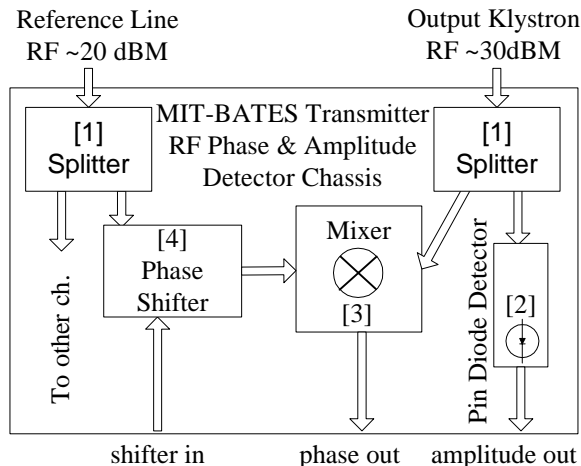 Reference Line
RF ~20 dBM
Output Klystron
RF ~30dBM
MIT-BATES Transmitter
RF Phase & Amplitude
Detector Chassis
[1]
Splitter
[1]
Splitter
[4]
Phase
Shifter
Mixer
[3]
[2]
Pin Diode Detector
To other ch.
shifter in
phase out
amplitude out